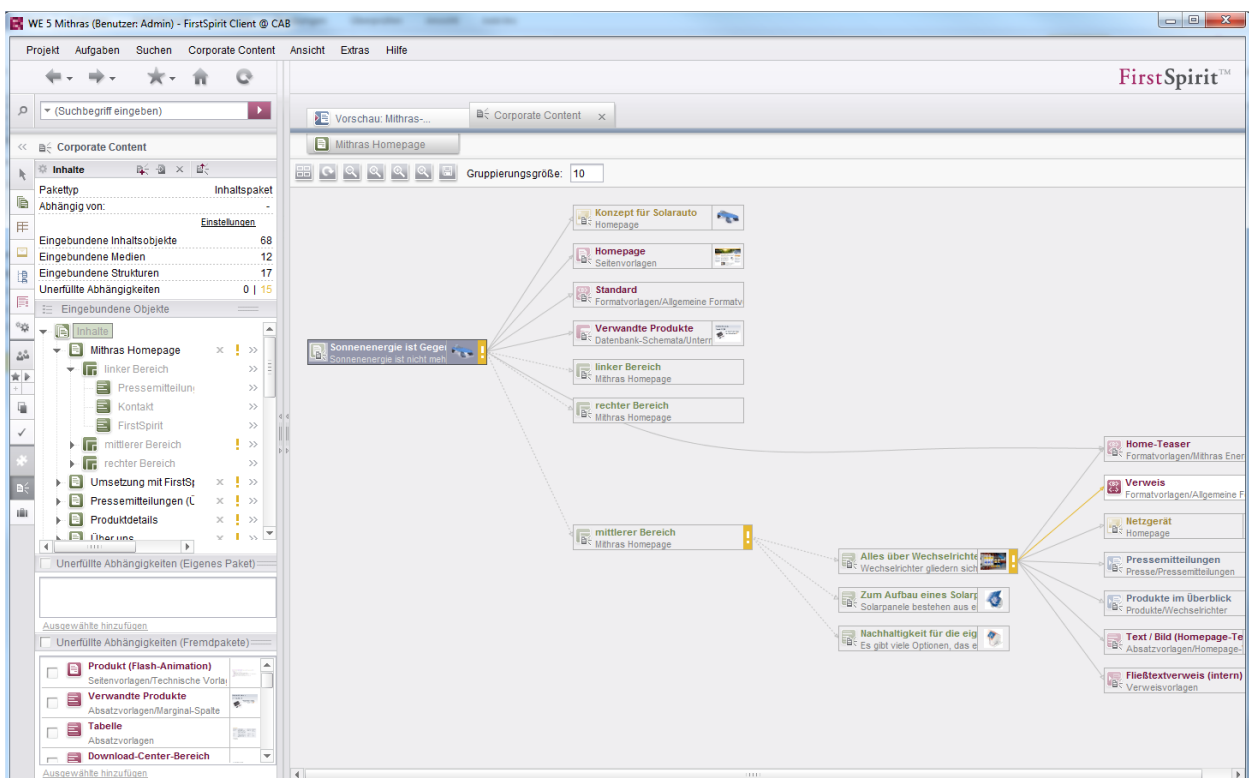 WE 5 Mithras (Benutzer: Admin) - FirstSpirit Client @ CAB
Projekt Aufgaben Suchen Corporate Content Ansicht Extras Hilfe
FirstSpirit™
(Suchbegriff eingeben)
Vorschau: Mithras-...
Corporate Content
Corporate Content
Mithras Homepage
Inhalte
Gruppierungsgröße: 10
Pakettyp Inhaltspaket
Abhängig von: -
Einstellungen
Eingebundene Inhaltsobjekte 68
Eingebundene Medien 12
Eingebundene Strukturen 17
Unerfüllte Abhängigkeiten 0 | 15
Eingebundene Objekte
Inhalte
Mithras Homepage
linker Bereich
Pressemitteilun
Kontakt
FirstSpirit
mittlerer Bereich
rechter Bereich
Umsetzung mit FirstSp
Pressemitteilungen (Ü
Produktdetails
Über uns
Unerfüllte Abhängigkeiten (Eigenes Paket)
Ausgewählte hinzufügen
Unerfüllte Abhängigkeiten (Fremdpakete)
Produkt (Flash-Animation)
Seitenvorlagen/Technische Vorla
Verwandte Produkte
Absatzvorlagen/Marginal-Spalte
Tabelle
Absatzvorlagen
Download-Center-Bereich
Ausgewählte hinzufügen
Sonnenenergie ist Gege
Sonnenenergie ist nicht meh
Konzept für Solarauto
Homepage
Homepage
Seitenvorlagen
Standard
Formatvorlagen/Allgemeine Formatv
Verwandte Produkte
Datenbank-Schemata/Untern
linker Bereich
Mithras Homepage
rechter Bereich
Mithras Homepage
mittlerer Bereich
Mithras Homepage
Alles über Wechselrichte
Wechselrichter gliedern sich
Zum Aufbau eines Solarp
Solarpanele bestehen aus e
Nachhaltigkeit für die eig
Es gibt viele Optionen, das e
Home-Teaser
Formatvorlagen/Mithras Ener
Verweis
Formatvorlagen/Allgemeine F
Netzgerät
Homepage
Pressemitteilungen
Presse/Pressemitteilungen
Produkte im Überblick
Produkte/Wechselrichter
Text / Bild (Homepage-Te
Absatzvorlagen/Homepage-
Fließtextverweis (intern)
Verweisvorlagen